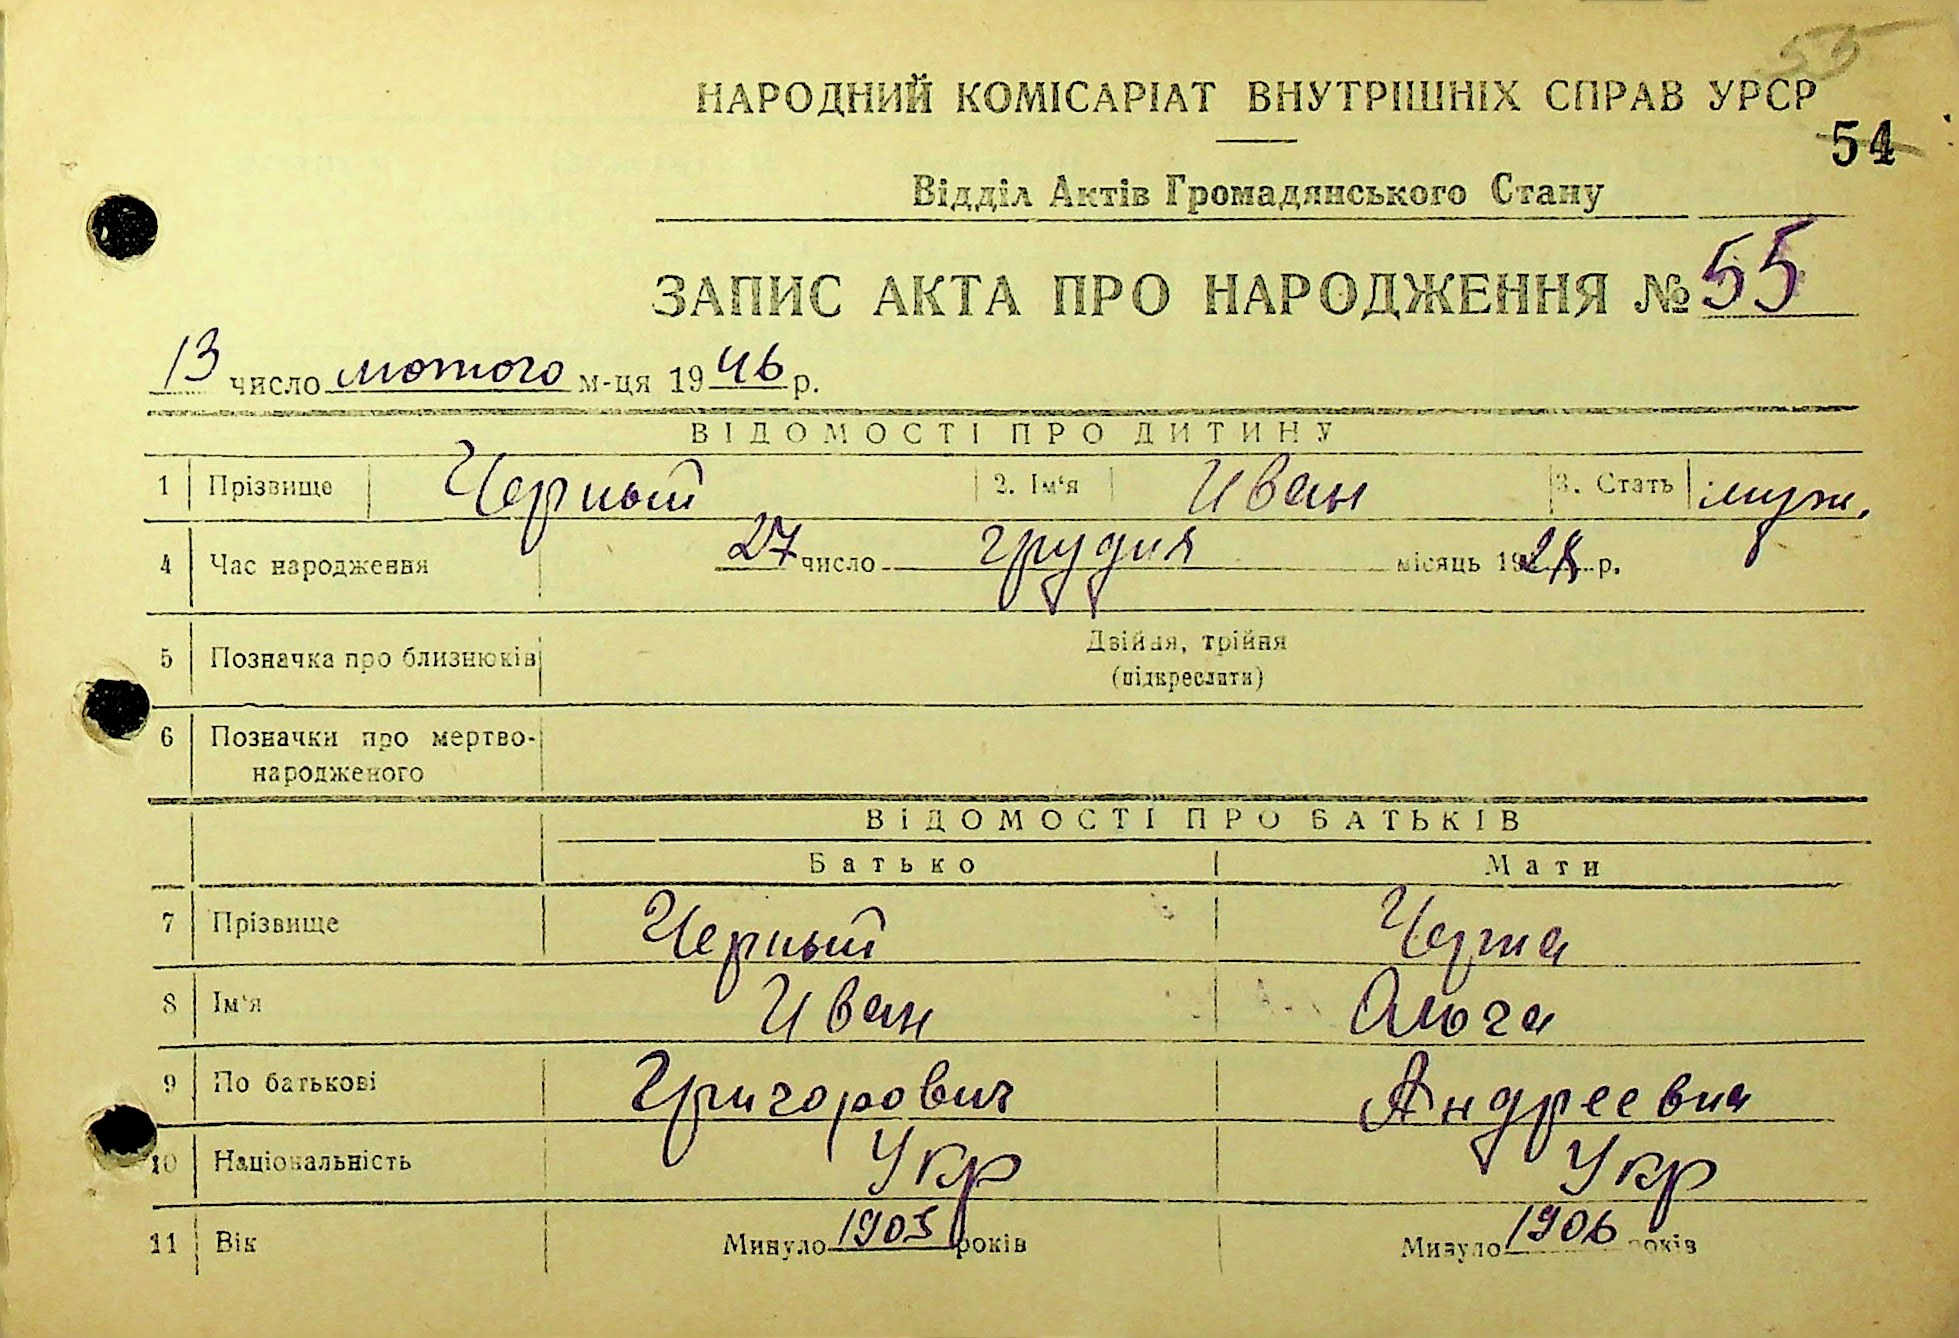 55
НАРОДНИЙ КОМІСАРІАТ ВНУТРІШНІХ СПРАВ УРСР
54
Відділ Актів Громадянського Стану
ЗАПИС АКТА ПРО НАРОДЖЕННЯ № 55
13 число лютого м-ця 1946 р.
ВІДОМОСТІ ПРО ДИТИНУ
1 Прізвище Черный 2. Ім'я Иван 3. Стать муж.
4 Час народження 27 число грудня місяць 1928 р.
5 Позначка про близнюків Двійня, трійня
(підкреслити)
6 Позначки про мертво-
народженого
ВІДОМОСТІ ПРО БАТЬКІВ
Батько Мати
7 Прізвище Черный Черна
8 Ім'я Иван Ольга
9 По батькові Григорович Андреевна
10 Національність Укр Укр
11 Вік Минуло 1905 років Минуло 1906 років